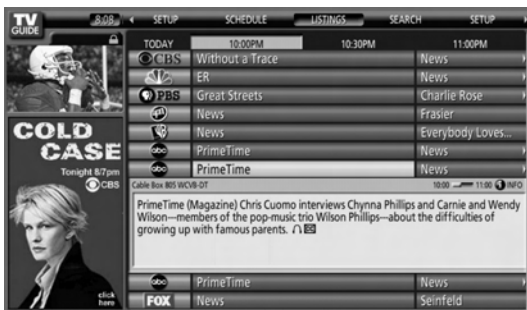 TV
GUIDE
8:08 SETUP SCHEDULE LISTINGS SEARCH SETUP
TODAY 10:00PM 10:30PM 11:00PM
CBS Without a Trace News
ER News
PBS Great Streets Charlie Rose
News Frasier
News Everybody Loves...
abc PrimeTime News
abc PrimeTime News
COLD
CASE
Tonight 8/7pm
CBS
click
here
Cable Box 805 WCVB-DT 10:00 11:00 INFO
PrimeTime (Magazine) Chris Cuomo interviews Chynna Phillips and Carnie and Wendy
Wilson—members of the pop-music trio Wilson Phillips—about the difficulties of
growing up with famous parents.
abc PrimeTime News
FOX News Seinfeld